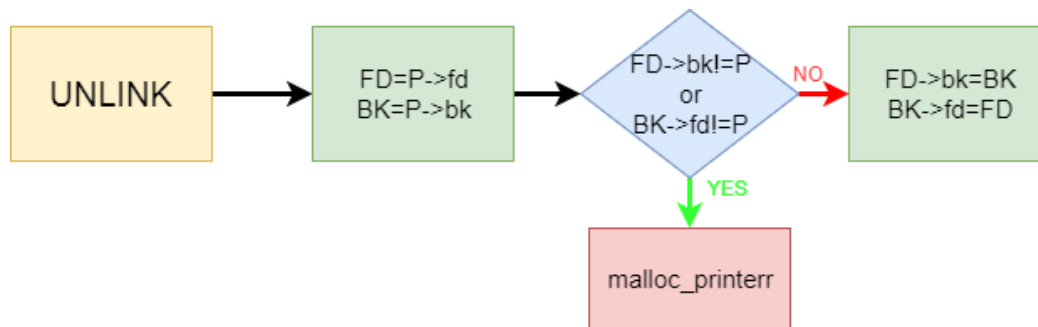 UNLINK
FD=P->fd
BK=P->bk
FD->bk!=P
or
BK->fd!=P
NO
FD->bk=BK
BK->fd=FD
YES
malloc_printerr